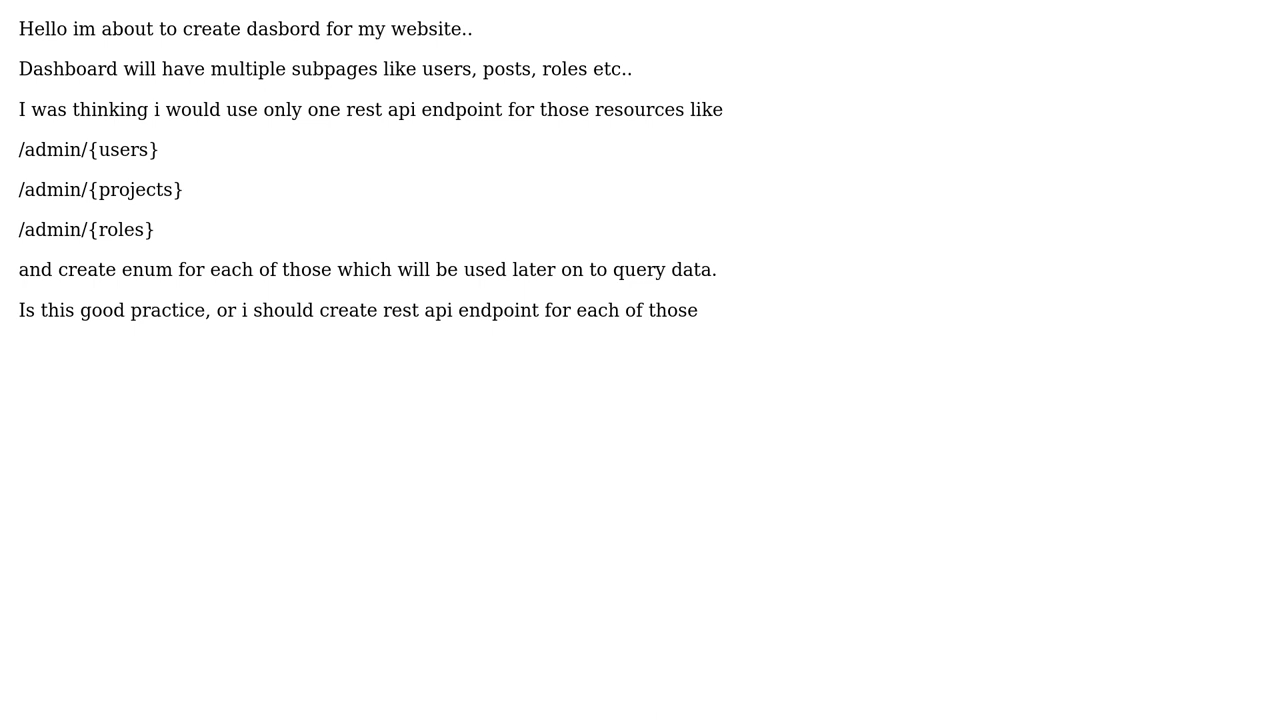 Hello im about to create dasbord for my website..
Dashboard will have multiple subpages like users, posts, roles etc..
I was thinking i would use only one rest api endpoint for those resources like
/admin/{users}
/admin/{projects}
/admin/{roles}
and create enum for each of those which will be used later on to query data.
Is this good practice, or i should create rest api endpoint for each of those